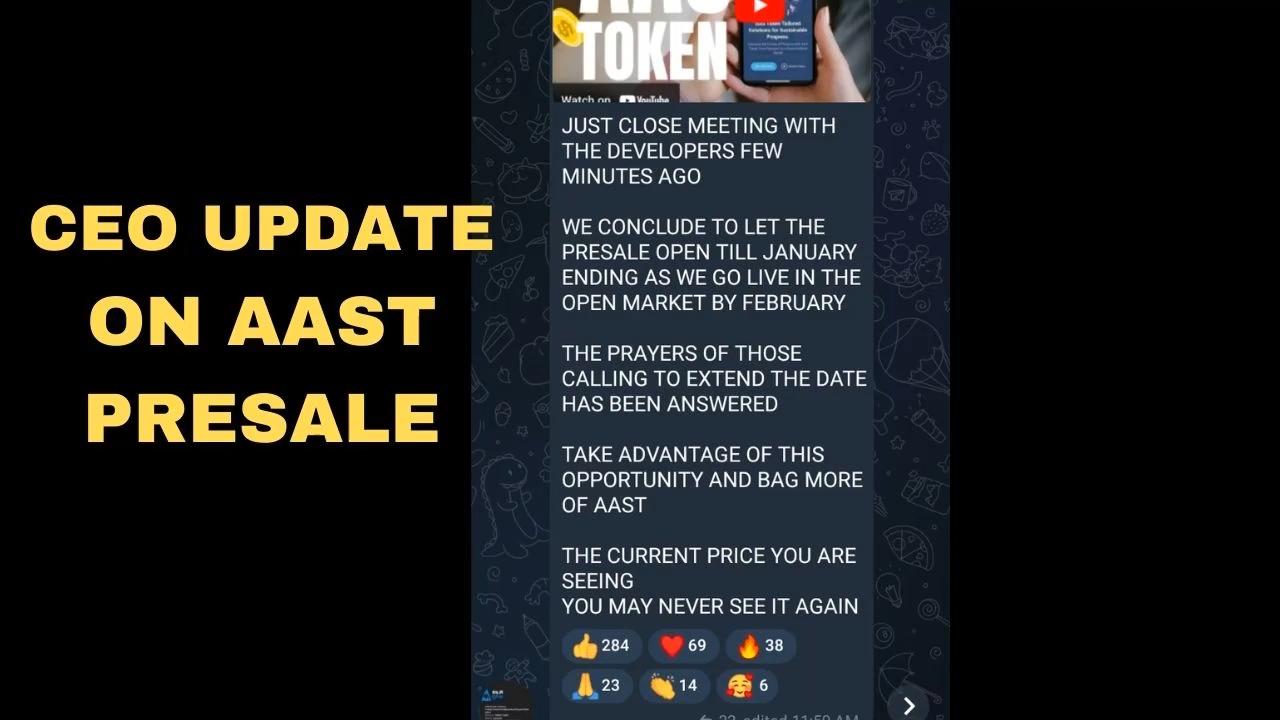 CEO UPDATE
ON AAST
PRESALE
TOKEN
Watch on YouTube
JUST CLOSE MEETING WITH
THE DEVELOPERS FEW
MINUTES AGO
WE CONCLUDE TO LET THE
PRESALE OPEN TILL JANUARY
ENDING AS WE GO LIVE IN THE
OPEN MARKET BY FEBRUARY
THE PRAYERS OF THOSE
CALLING TO EXTEND THE DATE
HAS BEEN ANSWERED
TAKE ADVANTAGE OF THIS
OPPORTUNITY AND BAG MORE
OF AAST
THE CURRENT PRICE YOU ARE
SEEING
YOU MAY NEVER SEE IT AGAIN
284 69 38
23 14 6
22, edited 11:59 AM